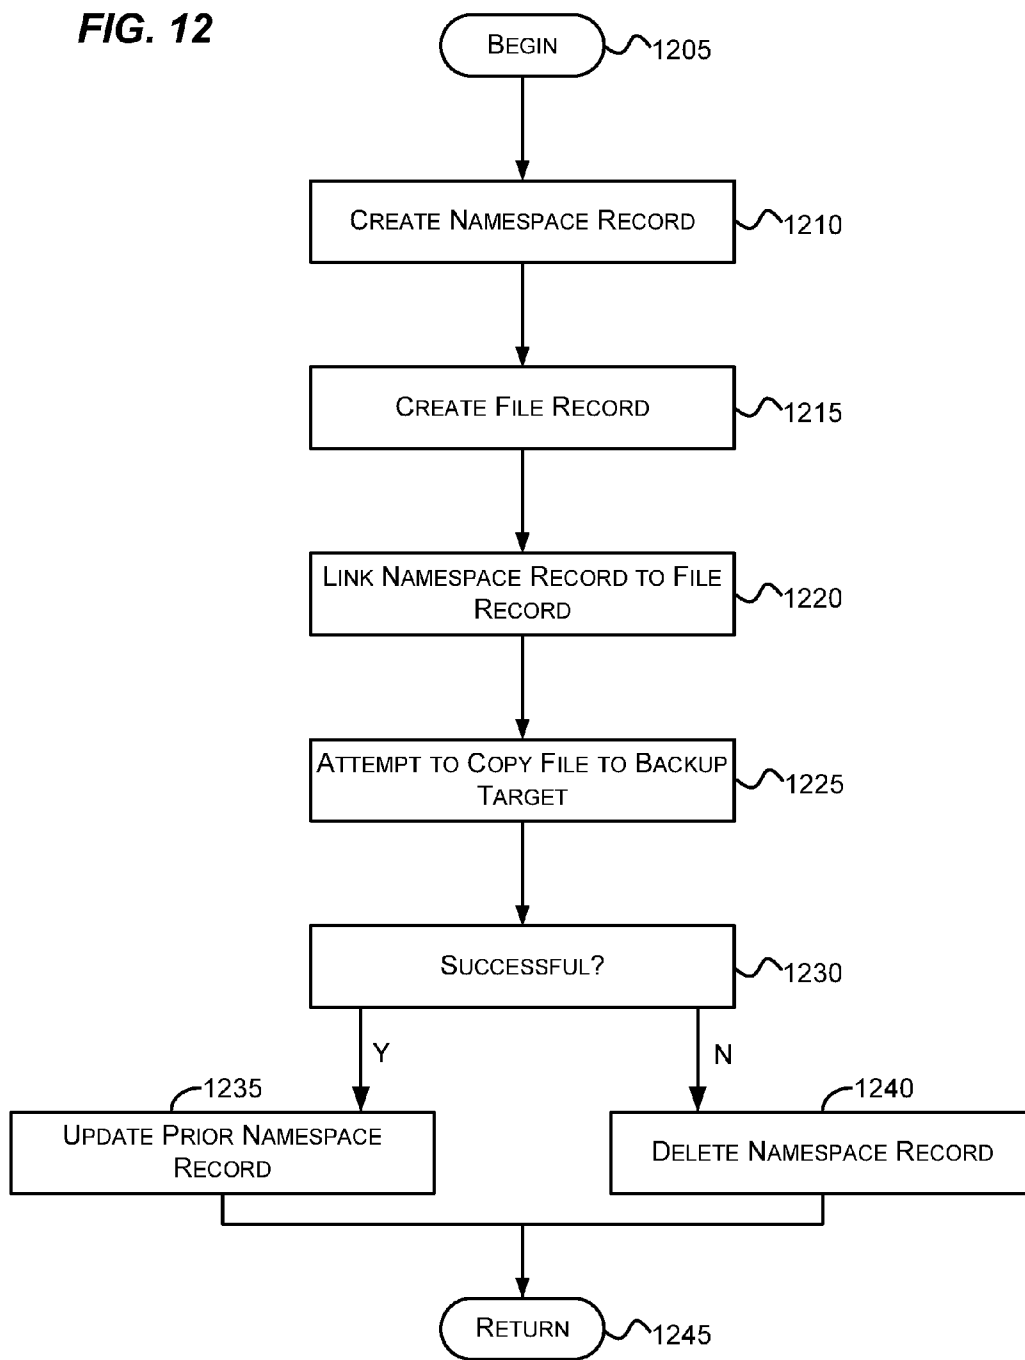 FIG. 12
BEGIN
1205
CREATE NAMESPACE RECORD
1210
CREATE FILE RECORD
1215
LINK NAMESPACE RECORD TO FILE
RECORD
1220
ATTEMPT TO COPY FILE TO BACKUP
TARGET
1225
SUCCESSFUL?
1230
Y
N
1235
UPDATE PRIOR NAMESPACE
RECORD
1240
DELETE NAMESPACE RECORD
RETURN
1245